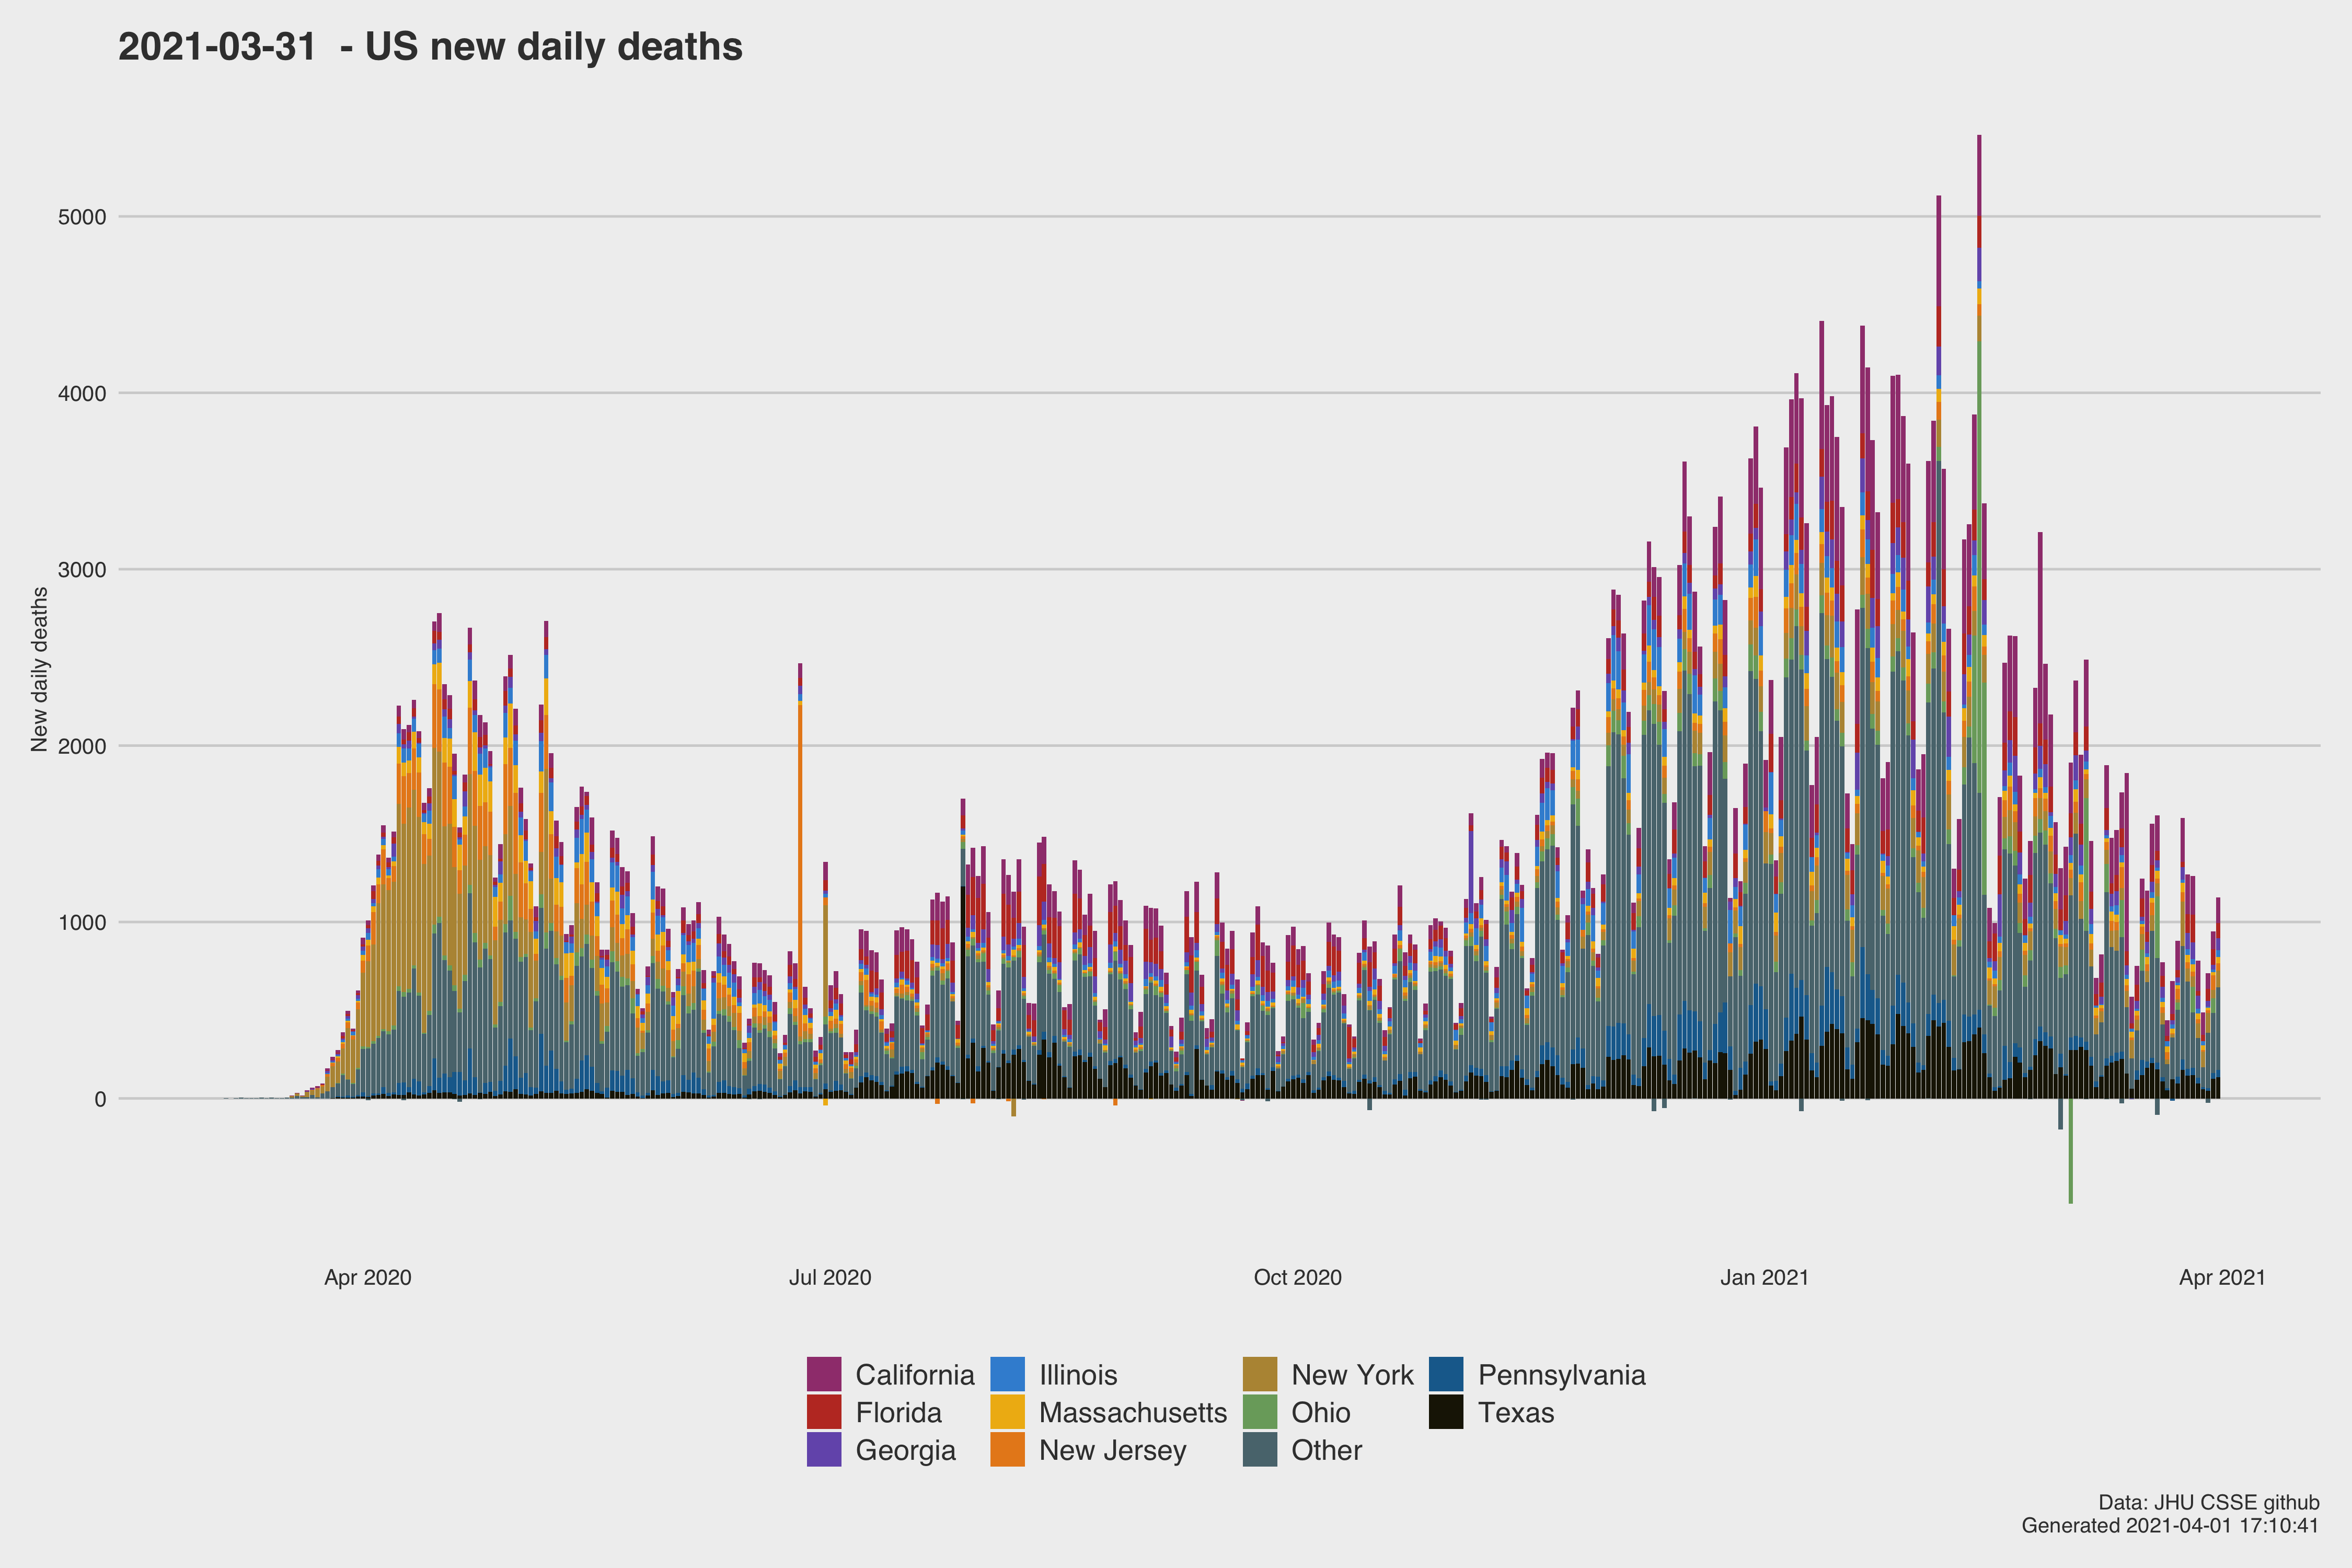 2021-03-31  - US new daily deaths
New daily deaths
5000
4000
3000
2000
1000
0
Apr 2020
Jul 2020
Oct 2020
Jan 2021
Apr 2021
California
Florida
Georgia
Illinois
Massachusetts
New Jersey
New York
Ohio
Other
Pennsylvania
Texas
Data: JHU CSSE github
Generated 2021-04-01 17:10:41